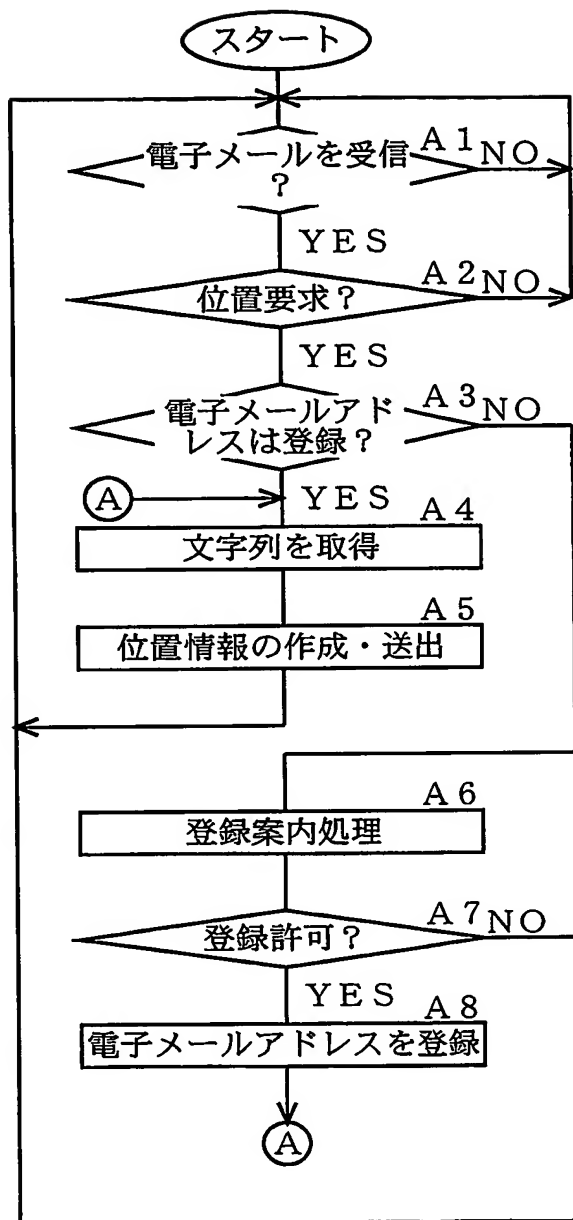 スタート
電子メールを受信
?
A1
NO
YES
位置要求?
A2
NO
YES
電子メールアド
レスは登録?
A3
NO
YES
A
A4
文字列を取得
A5
位置情報の作成・送出
A6
登録案内処理
登録許可?
A7
NO
YES
A8
電子メールアドレスを登録
A